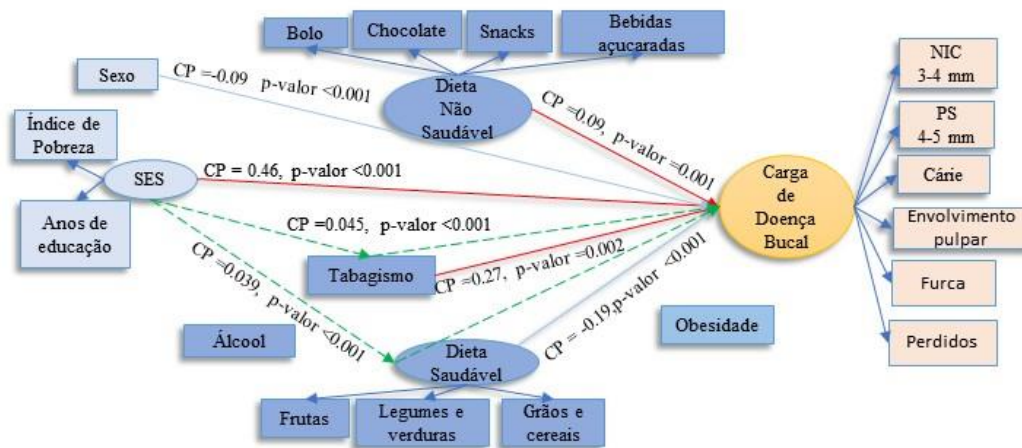 Bolo
Chocolate
Snacks
Bebidas
açucaradas
Sexo
CP =-0.09 p-valor <0.001
Dieta
Não
Saudável
CP =0.09, p-valor =0.001
Índice de
Pobreza
SES
Anos de
educação
CP = 0.46, p-valor <0.001
CP =0.045, p-valor <0.001
Tabagismo
CP =0.27, p-valor =0.002
CP =0.039, p-valor <0.001
CP = -0.19,p-valor <0.001
Álcool
Dieta
Saudável
Obesidade
Frutas
Legumes e
verduras
Grãos e
cereais
Carga
de
Doença
Bucal
NIC
3-4 mm
PS
4-5 mm
Cárie
Envolvimento
pulpar
Furca
Perdidos